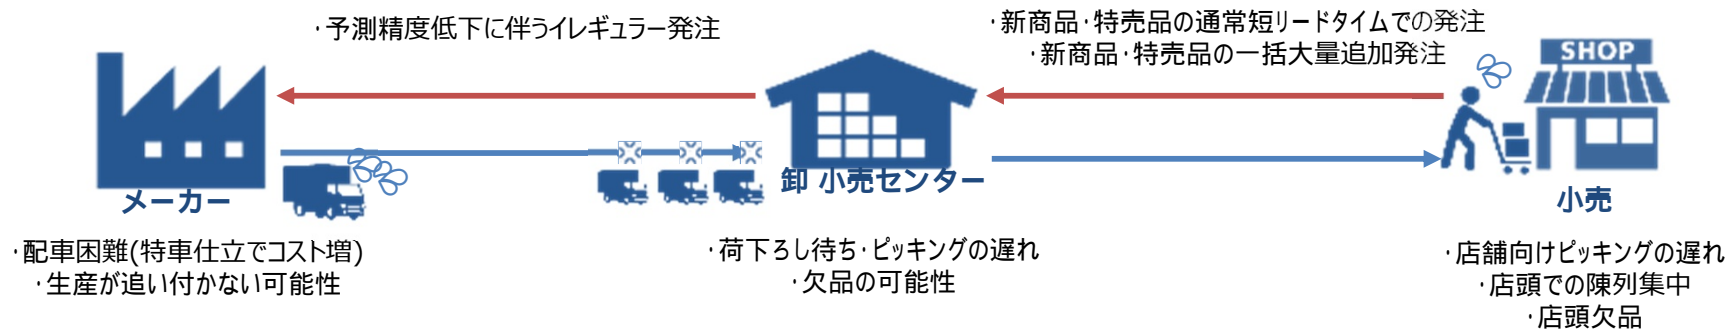 ･予測精度低下に伴うイレギュラー発注
･新商品･特売品の通常短リードタイムでの発注
･新商品･特売品の一括大量追加発注
SHOP
メーカー
卸 小売センター
小売
･配車困難(特車仕立でコスト増)
･生産が追い付かない可能性
･荷下ろし待ち･ピッキングの遅れ
･欠品の可能性
･店舗向けピッキングの遅れ
･店頭での陳列集中
･店頭欠品